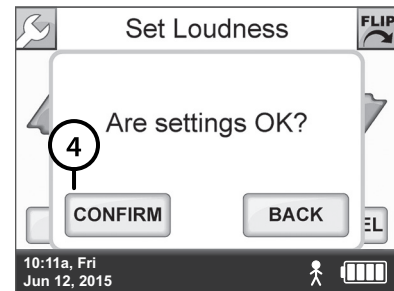 Set Loudness
FLIP
Are settings OK?
4
CONFIRM
BACK
EL
10:11a, Fri
Jun 12, 2015